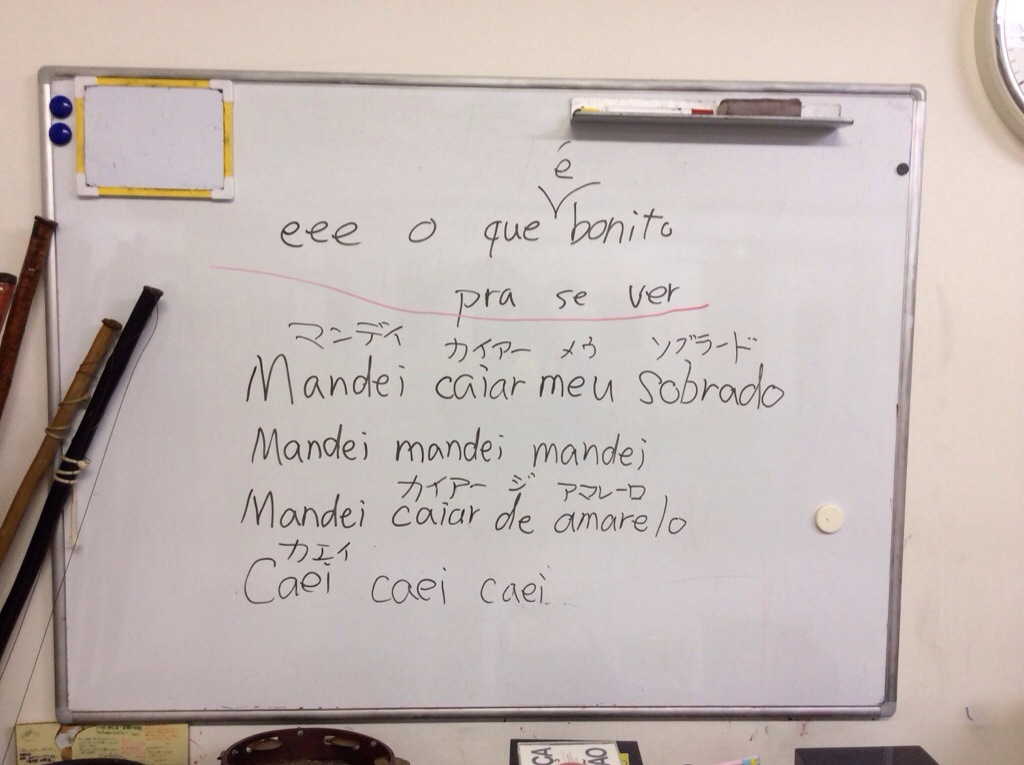 é
eee o que bonito
pra se ver
マンデイ カイアー メウ ソブラード
Mandei caiar meu sobrado
Mandei mandei mandei
カイアー ジ アマレーロ
Mandei caiar de amarelo
カエイ
Caei caei caei
ÇA
ÃO